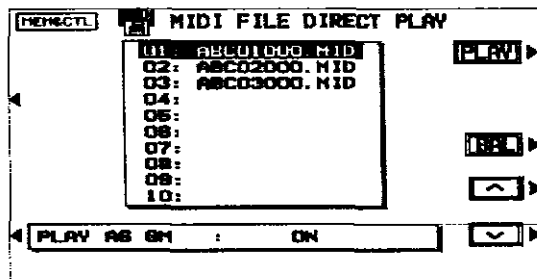 MEM&CTL MIDI FILE DIRECT PLAY
01: ABC01000.MID
PLAY
02: ABC02000.MID
03: ABC03000.MID
04:
05:
06:
07:
BAL
08:
09:
10:
PLAY AS GM : ON